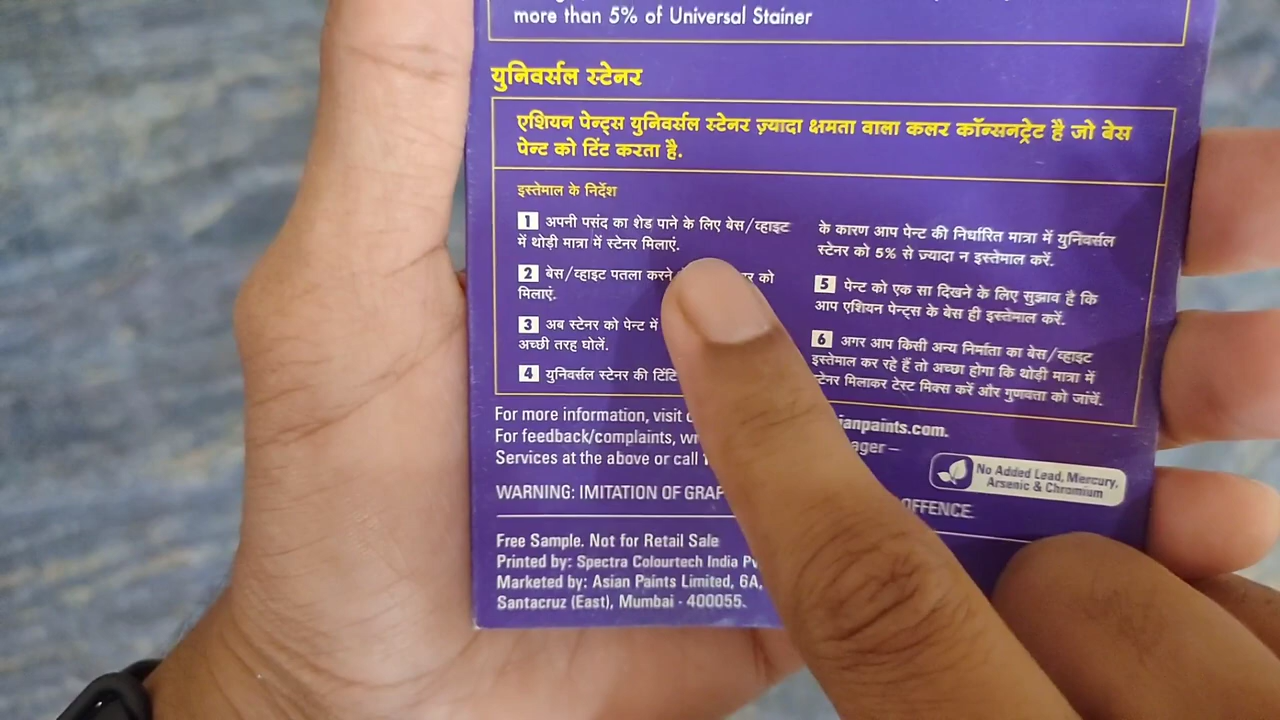 more than 5% of Universal Stainer
युनिवर्सल स्टेनर
एशियन पेन्ट्स युनिवर्सल स्टेनर ज़्यादा क्षमता वाला कलर कॉन्सनट्रेट है जो बेस
पेन्ट को टिंट करता है.
इस्तेमाल के निर्देश
1 अपनी पसंद का शेड पाने के लिए बेस/व्हाइट
में थोड़ी मात्रा में स्टेनर मिलाएं.
2 बेस/व्हाइट पतला करने को
मिलाएं.
3 अब स्टेनर को पेन्ट में
अच्छी तरह घोलें.
4 युनिवर्सल स्टेनर की
के कारण आप पेन्ट की निर्धारित मात्रा में युनिवर्सल
स्टेनर को 5% से ज़्यादा न इस्तेमाल करें.
5 पेन्ट को एक सा दिखने के लिए सुझाव है कि
आप एशियन पेन्ट्स के बेस ही इस्तेमाल करें.
6 अगर आप किसी अन्य निर्माता का बेस/व्हाइट
इस्तेमाल कर रहे हैं तो अच्छा होगा कि थोड़ी मात्रा में
स्टेनर मिलाकर टेस्ट मिक्स करें और गुणवता को जांचें.
For more information, visit ianpaints.com.
For feedback/complaints, ager –
Services at the above or call
No Added Lead, Mercury,
Arsenic & Chromium
WARNING: IMITATION OF OFFENCE.
Free Sample. Not for Retail Sale
Printed by: Spectra Colourtech India
Marketed by: Asian Paints Limited, 6A,
Santacruz (East), Mumbai - 400055.